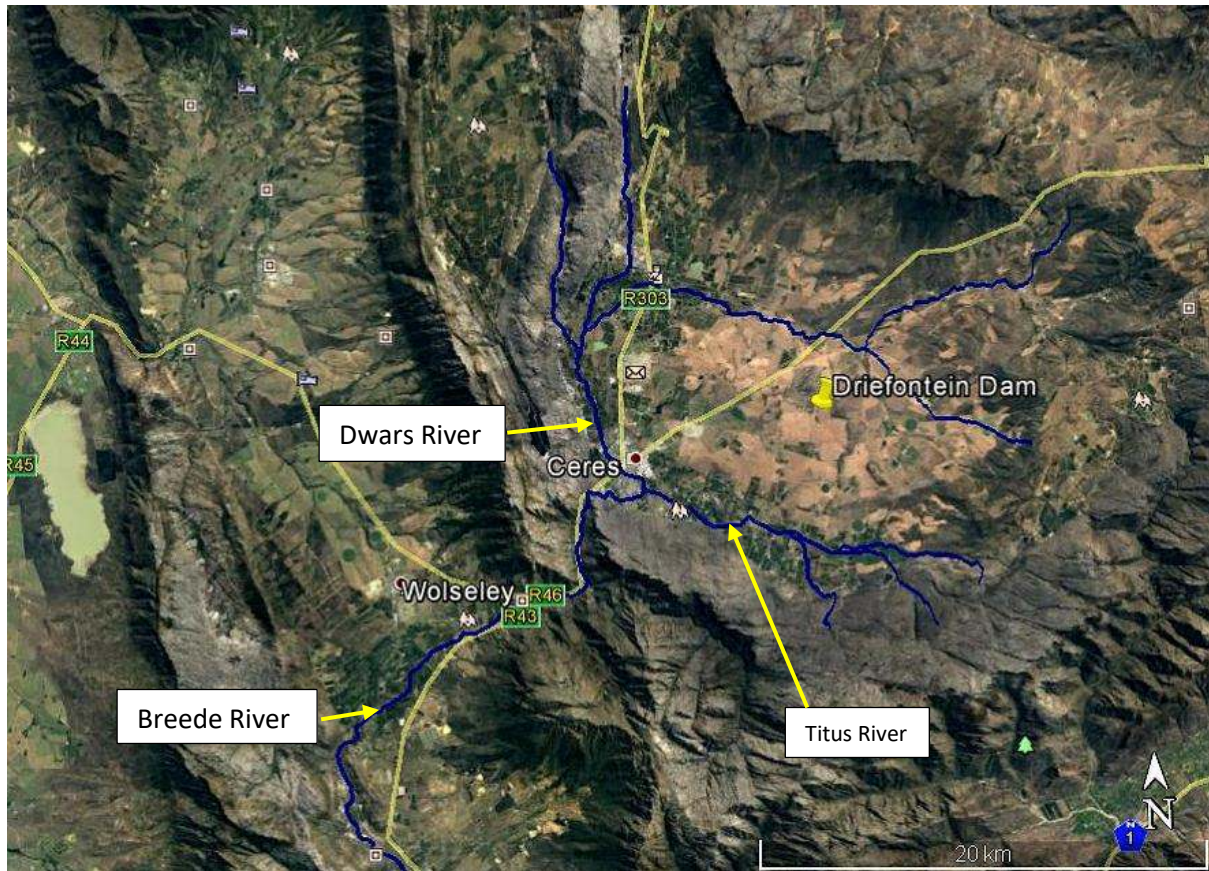 R303
R44
Driefontein Dam
Dwars River
Ceres
R45
Wolseley
R46
R43
Breede River
Titus River
N
N
1
20 km